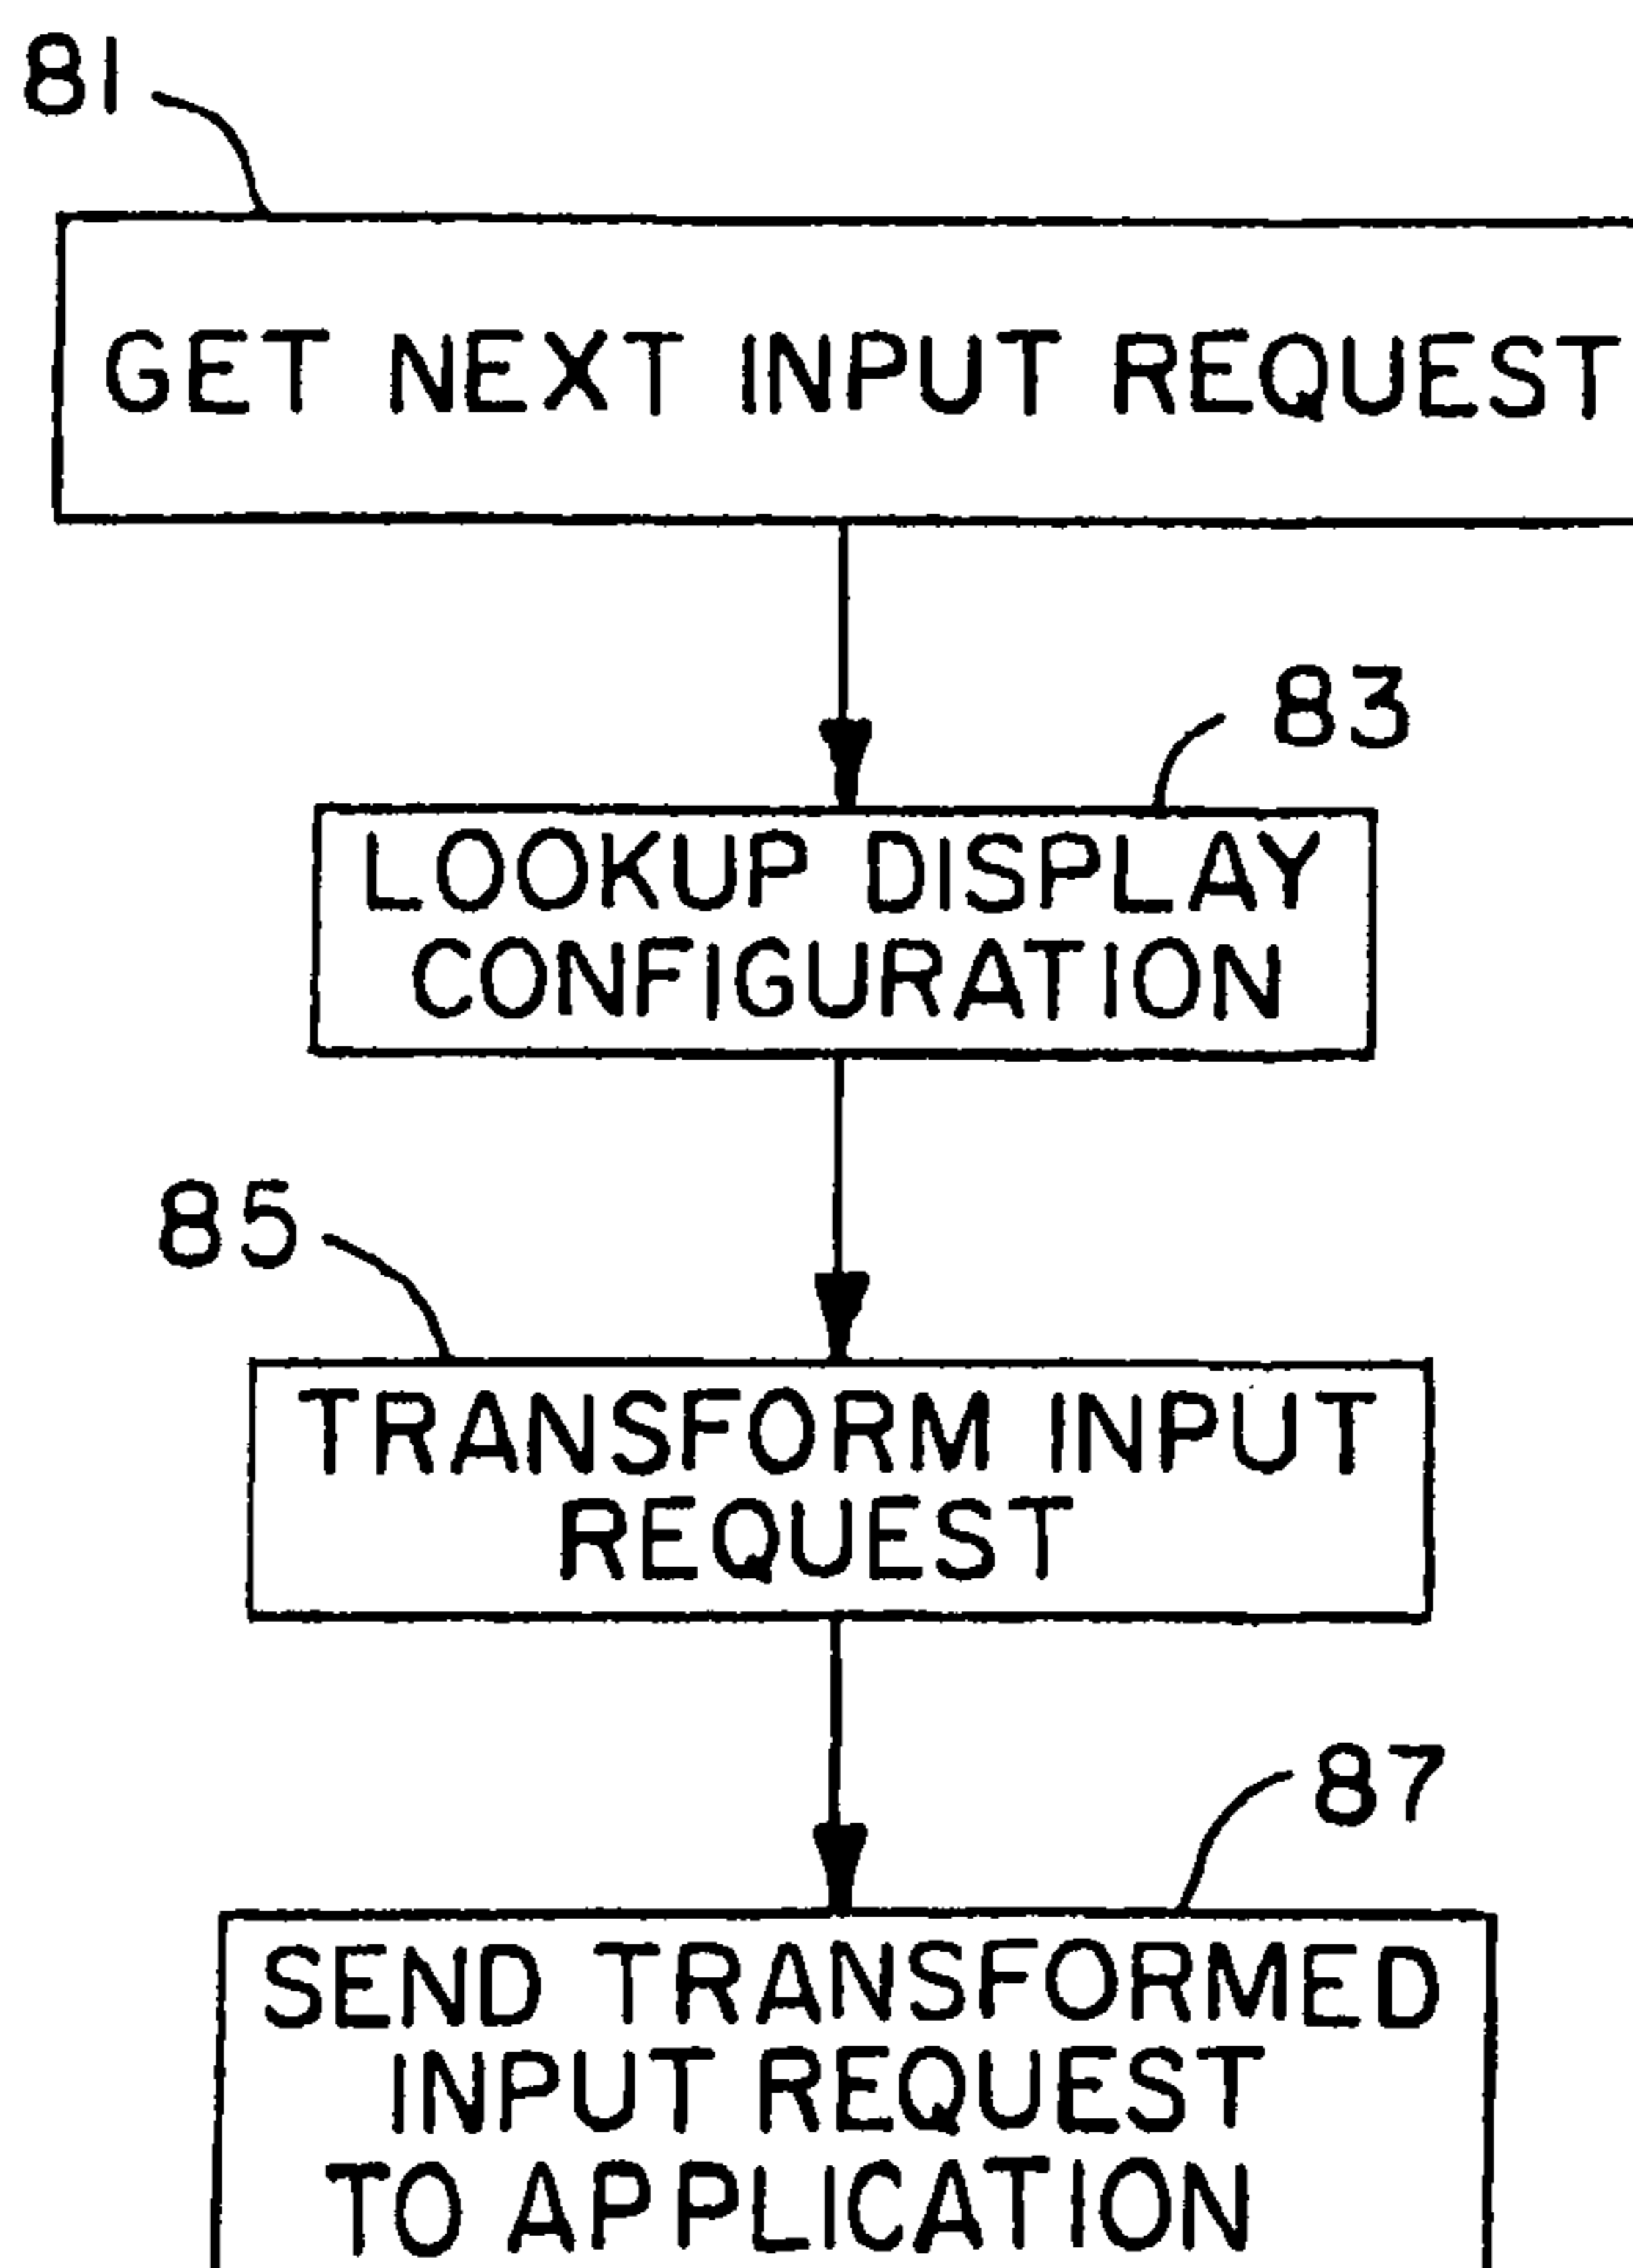 81
GET NEXT INPUT REQUEST
83
LOOKUP DISPLAY
CONFIGURATION
85
TRANSFORM INPUT
REQUEST
87
SEND TRANSFORMED
INPUT REQUEST
TO APPLICATION